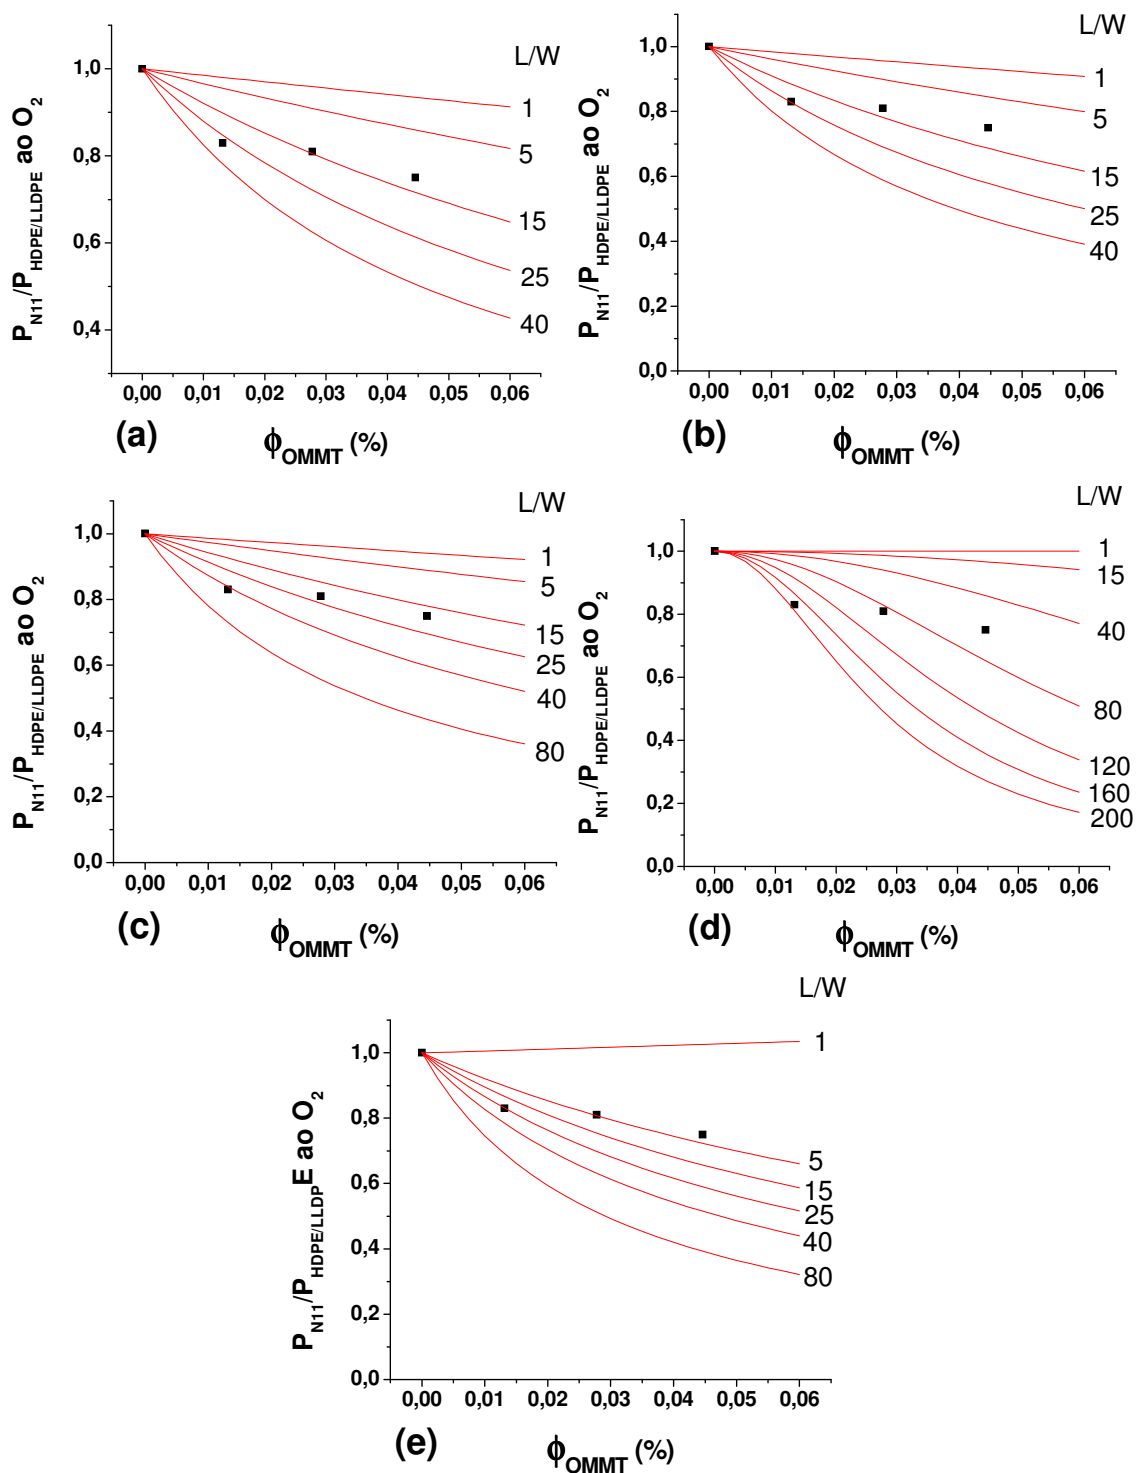 L/W
1,0
0,8
0,6
0,4
1
5
15
25
40
P_N11/P_HDPE/LLDPE ao O_2
0,00 0,01 0,02 0,03 0,04 0,05 0,06
(a) ϕ_OMMT (%)
L/W
1,0
0,8
0,6
0,4
0,2
0,0
1
5
15
25
40
P_N11/P_HDPE/LLDPE ao O_2
0,00 0,01 0,02 0,03 0,04 0,05 0,06
(b) ϕ_OMMT (%)
L/W
1,0
0,8
0,6
0,4
0,2
0,0
1
5
15
25
40
80
P_N11/P_HDPE/LLDPE ao O_2
0,00 0,01 0,02 0,03 0,04 0,05 0,06
(c) ϕ_OMMT (%)
L/W
1,0
0,8
0,6
0,4
0,2
0,0
1
15
40
80
120
160
200
P_N11/P_HDPE/LLDPE ao O_2
0,00 0,01 0,02 0,03 0,04 0,05 0,06
(d) ϕ_OMMT (%)
L/W
1,0
0,8
0,6
0,4
0,2
0,0
1
5
15
25
40
80
P_N11/P_HDPE/LLDPE ao O_2
0,00 0,01 0,02 0,03 0,04 0,05 0,06
(e) ϕ_OMMT (%)